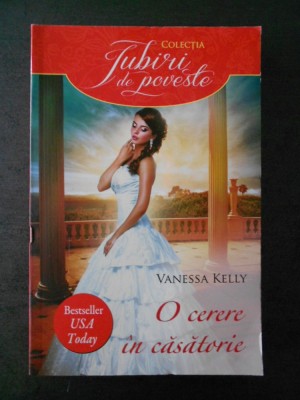 COLECȚIA
Iubiri
de poveste
VANESSA KELLY
O cerere
în căsătorie
Bestseller
USA
Today